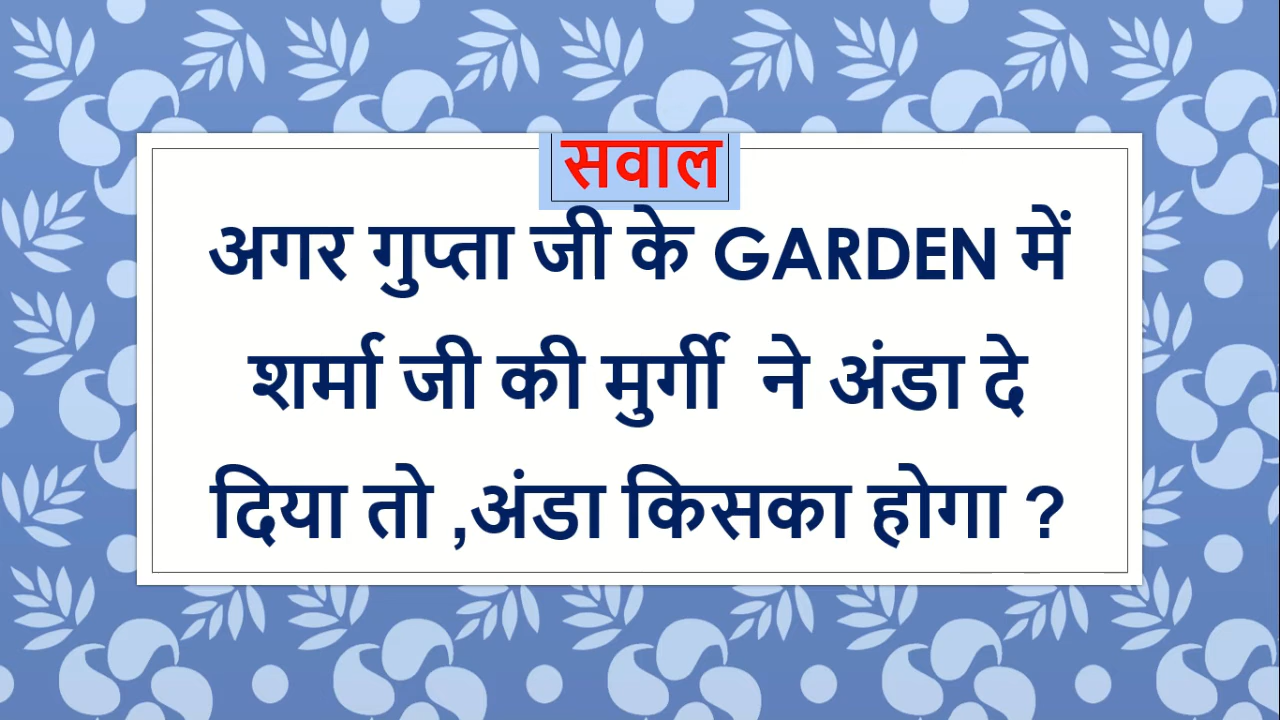 सवाल
अगर गुप्ता जी के GARDEN में
शर्मा जी की मुर्गी ने अंडा दे
दिया तो ,अंडा किसका होगा ?